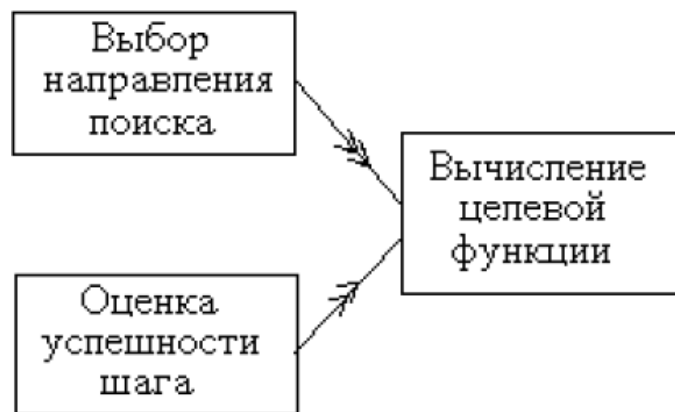 Выбор
направления
поиска
Вычисление
целевой
функции
Оценка
успешности
шага